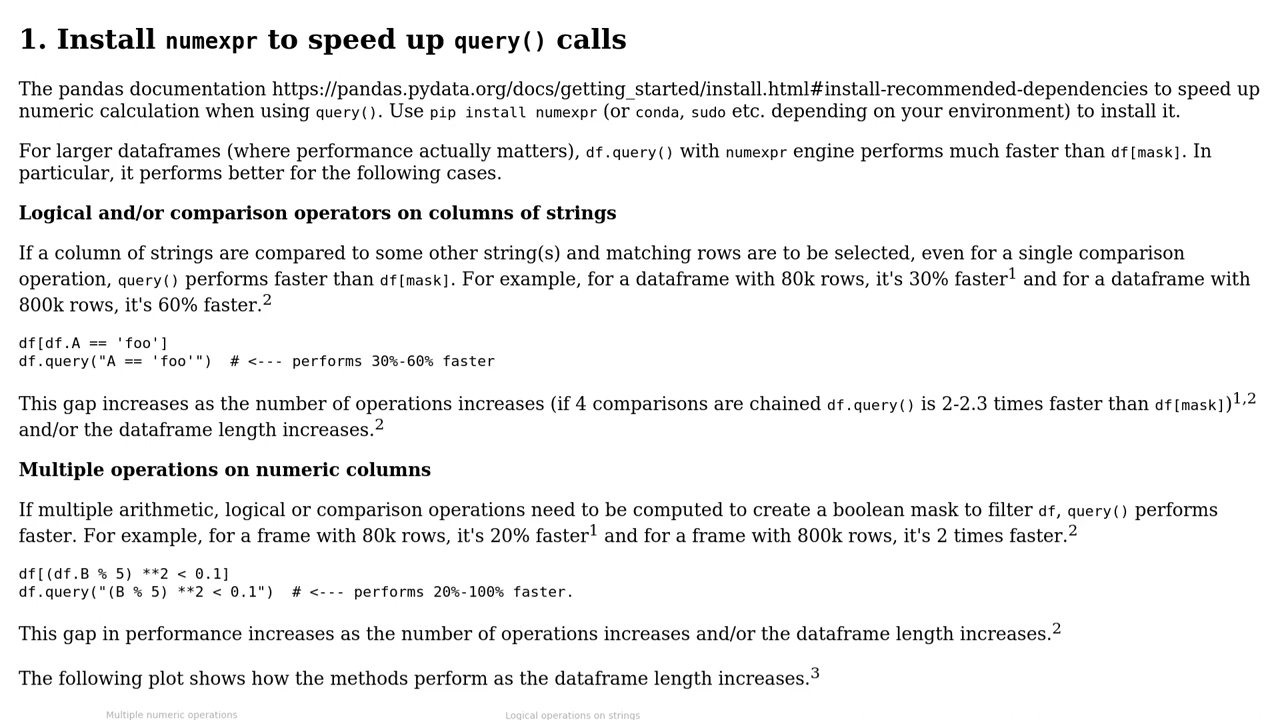 1. Install numexpr to speed up query() calls
The pandas documentation https://pandas.pydata.org/docs/getting_started/install.html#install-recommended-dependencies to speed up
numeric calculation when using query(). Use pip install numexpr (or conda, sudo etc. depending on your environment) to install it.
For larger dataframes (where performance actually matters), df.query() with numexpr engine performs much faster than df[mask]. In
particular, it performs better for the following cases.
Logical and/or comparison operators on columns of strings
If a column of strings are compared to some other string(s) and matching rows are to be selected, even for a single comparison
operation, query() performs faster than df[mask]. For example, for a dataframe with 80k rows, it's 30% faster1 and for a dataframe with
800k rows, it's 60% faster.2
df[df.A == 'foo']
df.query("A == 'foo'")  # <--- performs 30%-60% faster
This gap increases as the number of operations increases (if 4 comparisons are chained df.query() is 2-2.3 times faster than df[mask])1,2
and/or the dataframe length increases.2
Multiple operations on numeric columns
If multiple arithmetic, logical or comparison operations need to be computed to create a boolean mask to filter df, query() performs
faster. For example, for a frame with 80k rows, it's 20% faster1 and for a frame with 800k rows, it's 2 times faster.2
df[(df.B % 5) **2 < 0.1]
df.query("(B % 5) **2 < 0.1")  # <--- performs 20%-100% faster.
This gap in performance increases as the number of operations increases and/or the dataframe length increases.2
The following plot shows how the methods perform as the dataframe length increases.3
Multiple numeric operations
Logical operations on strings